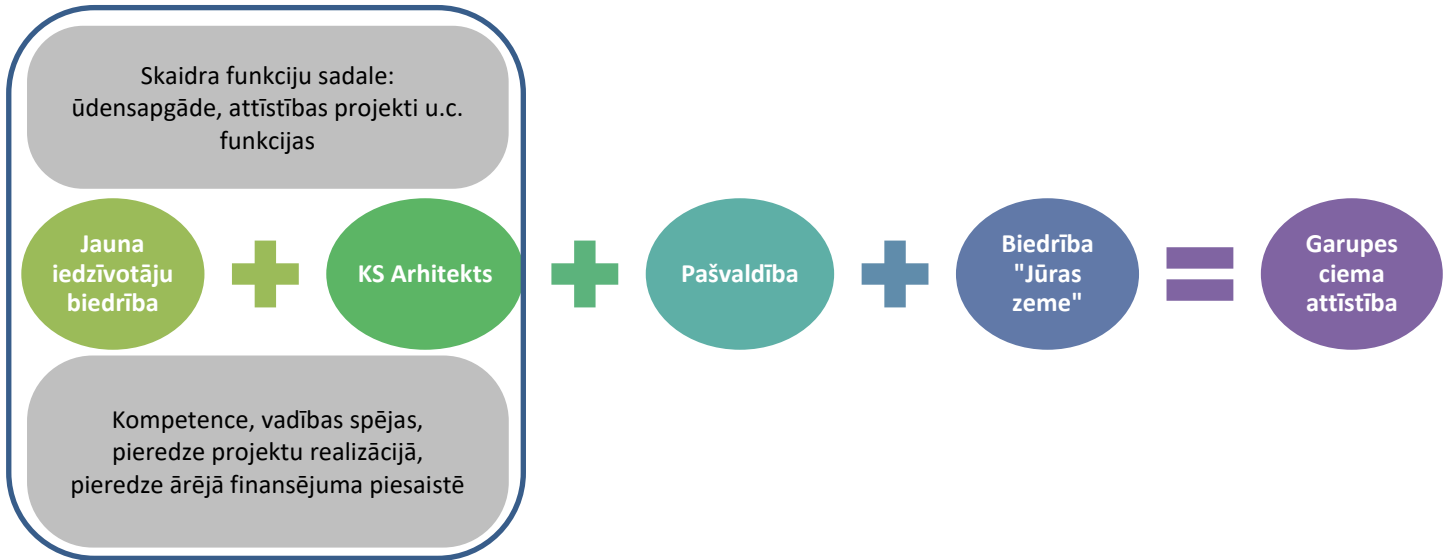 Skaidra funkciju sadale:
ūdensapgāde, attīstības projekti u.c.
funkcijas
Jauna
iedzīvotāju
biedrība
KS Arhitekts
Pašvaldība
Biedrība
"Jūras
zeme"
Garupes
ciema
attīstība
Kompetence, vadības spējas,
pieredze projektu realizācijā,
pieredze ārējā finansējuma piesaistē